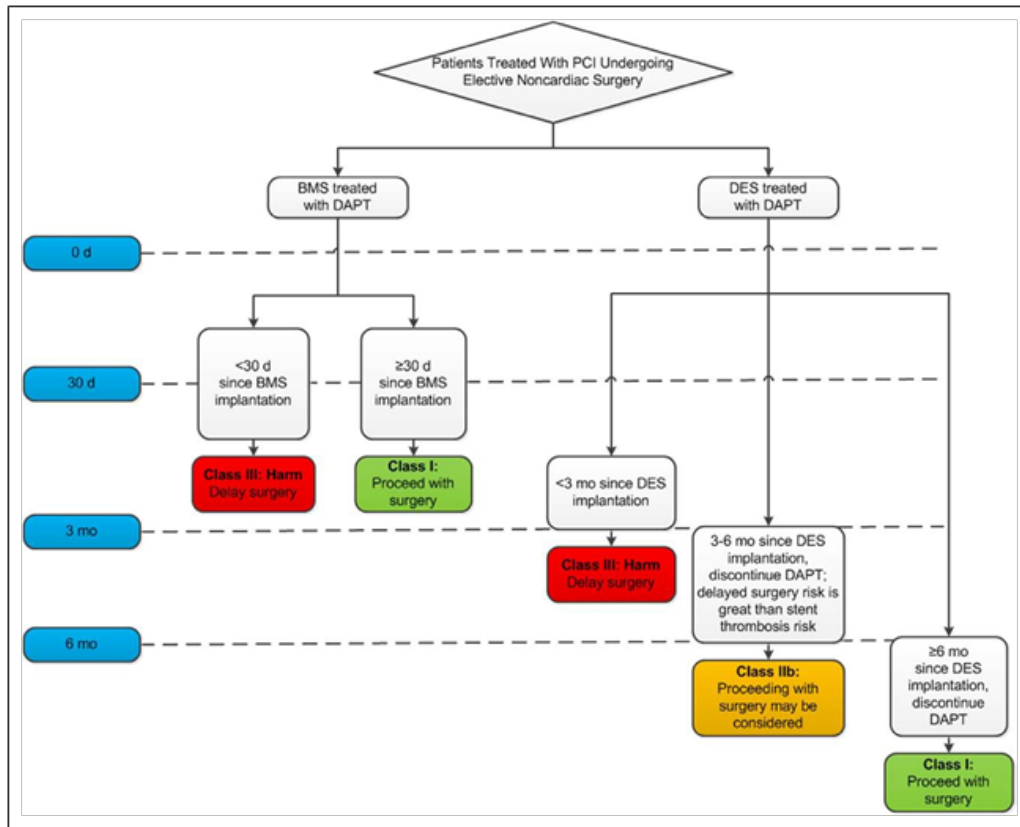 Patients Treated With PCI Undergoing
Elective Noncardiac Surgery
BMS treated
with DAPT
DES treated
with DAPT
0 d
<30 d
since BMS
implantation
≥30 d
since BMS
implantation
30 d
Class III: Harm
Delay surgery
Class I:
Proceed with
surgery
<3 mo since DES
implantation
3 mo
Class III: Harm
Delay surgery
3-6 mo since DES
implantation,
discontinue DAPT;
delayed surgery risk is
great than stent
thrombosis risk
6 mo
Class IIb:
Proceeding with
surgery may be
considered
≥6 mo
since DES
implantation,
discontinue
DAPT
Class I:
Proceed with
surgery